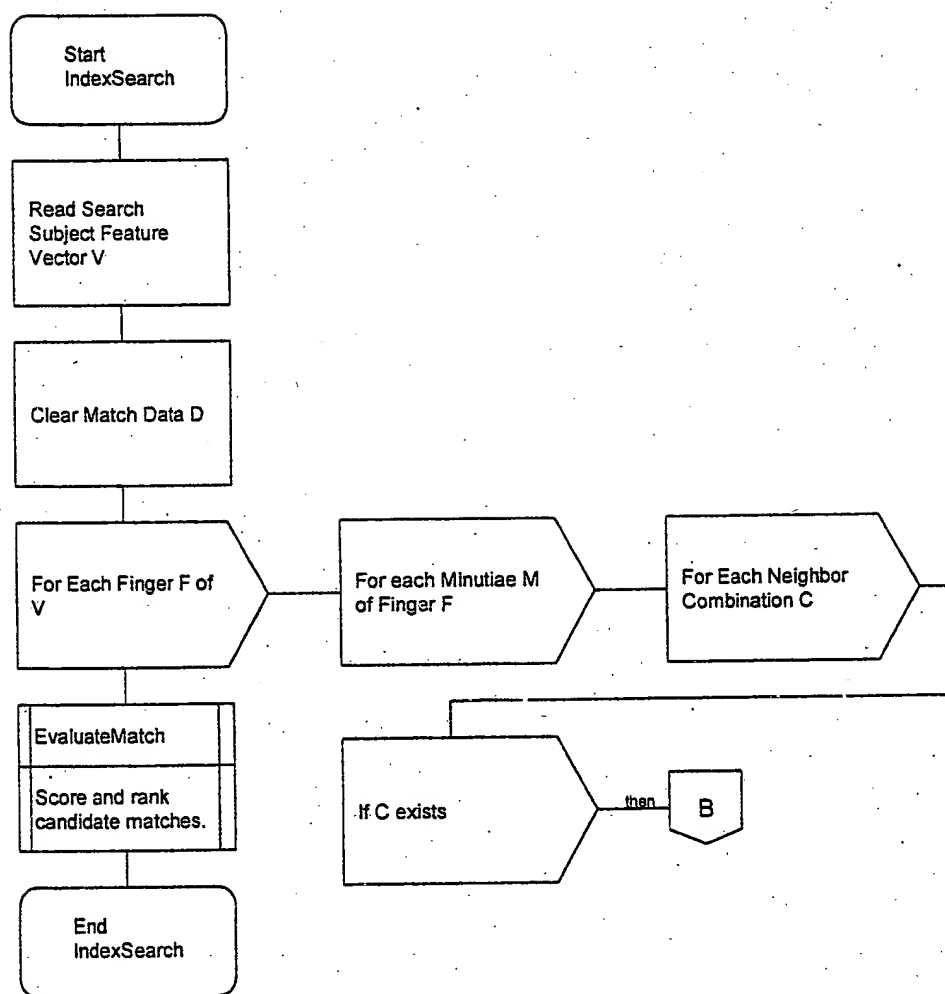 Start
IndexSearch
Read Search
Subject Feature
Vector V
Clear Match Data D
For Each Finger F of
V
For each Minutiae M
of Finger F
For Each Neighbor
Combination C
EvaluateMatch
Score and rank
candidate matches.
If C exists
then
B
End
IndexSearch